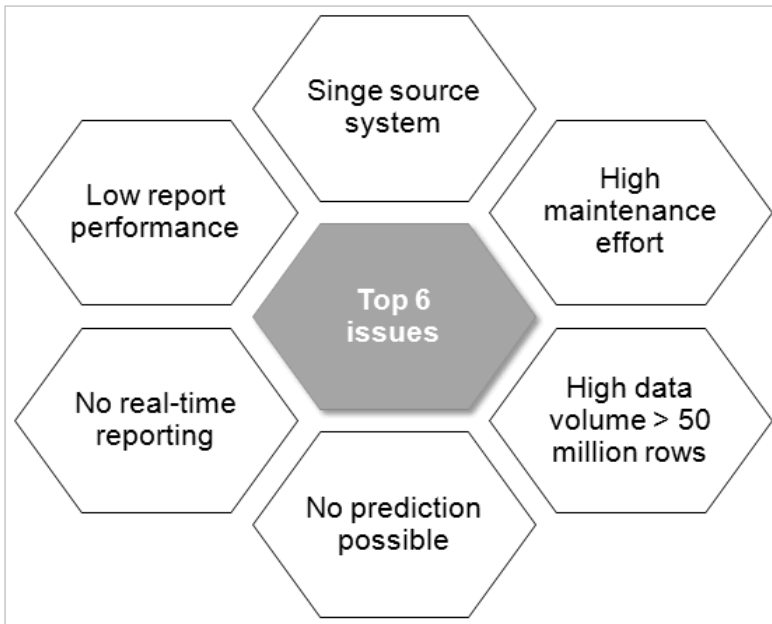 Singe source
system
Low report
performance
High
maintenance
effort
Top 6
issues
No real-time
reporting
High data
volume > 50
million rows
No prediction
possible